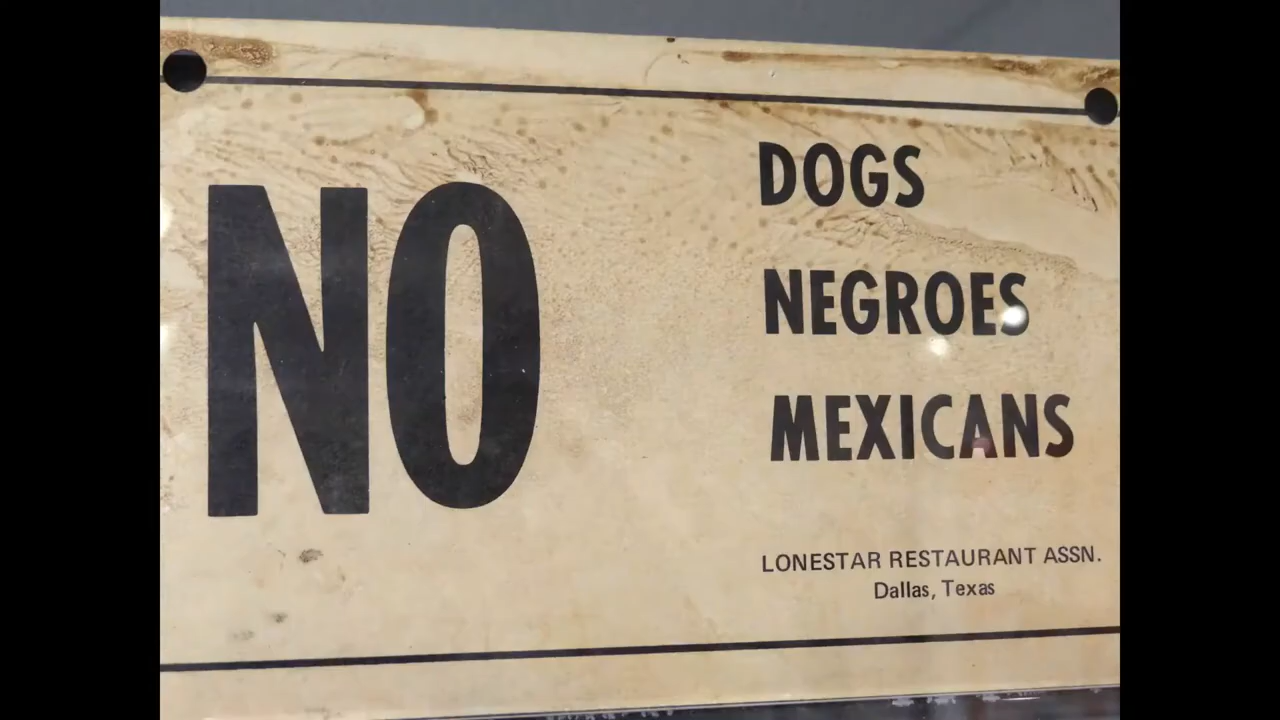 NO
DOGS
NEGROES
MEXICANS
LONESTAR RESTAURANT ASSN.
Dallas, Texas